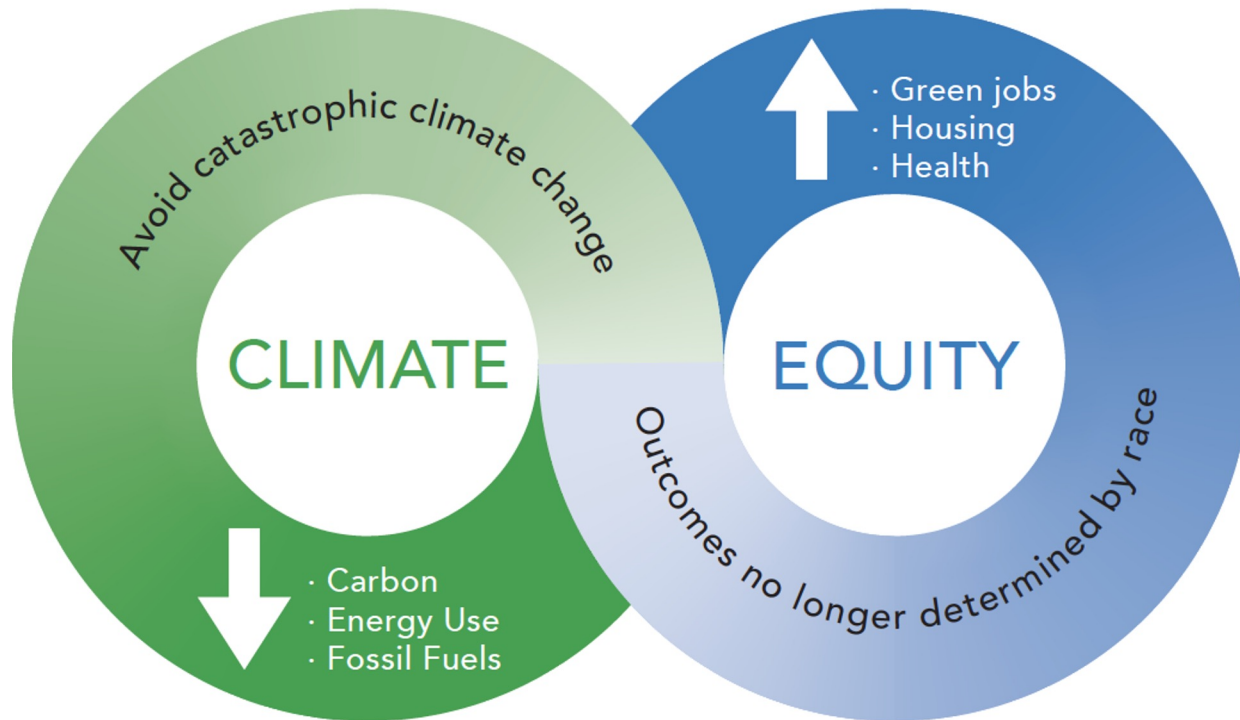 Avoid catastrophic climate change
CLIMATE
· Carbon
· Energy Use
· Fossil Fuels
· Green jobs
· Housing
· Health
EQUITY
Outcomes no longer determined by race